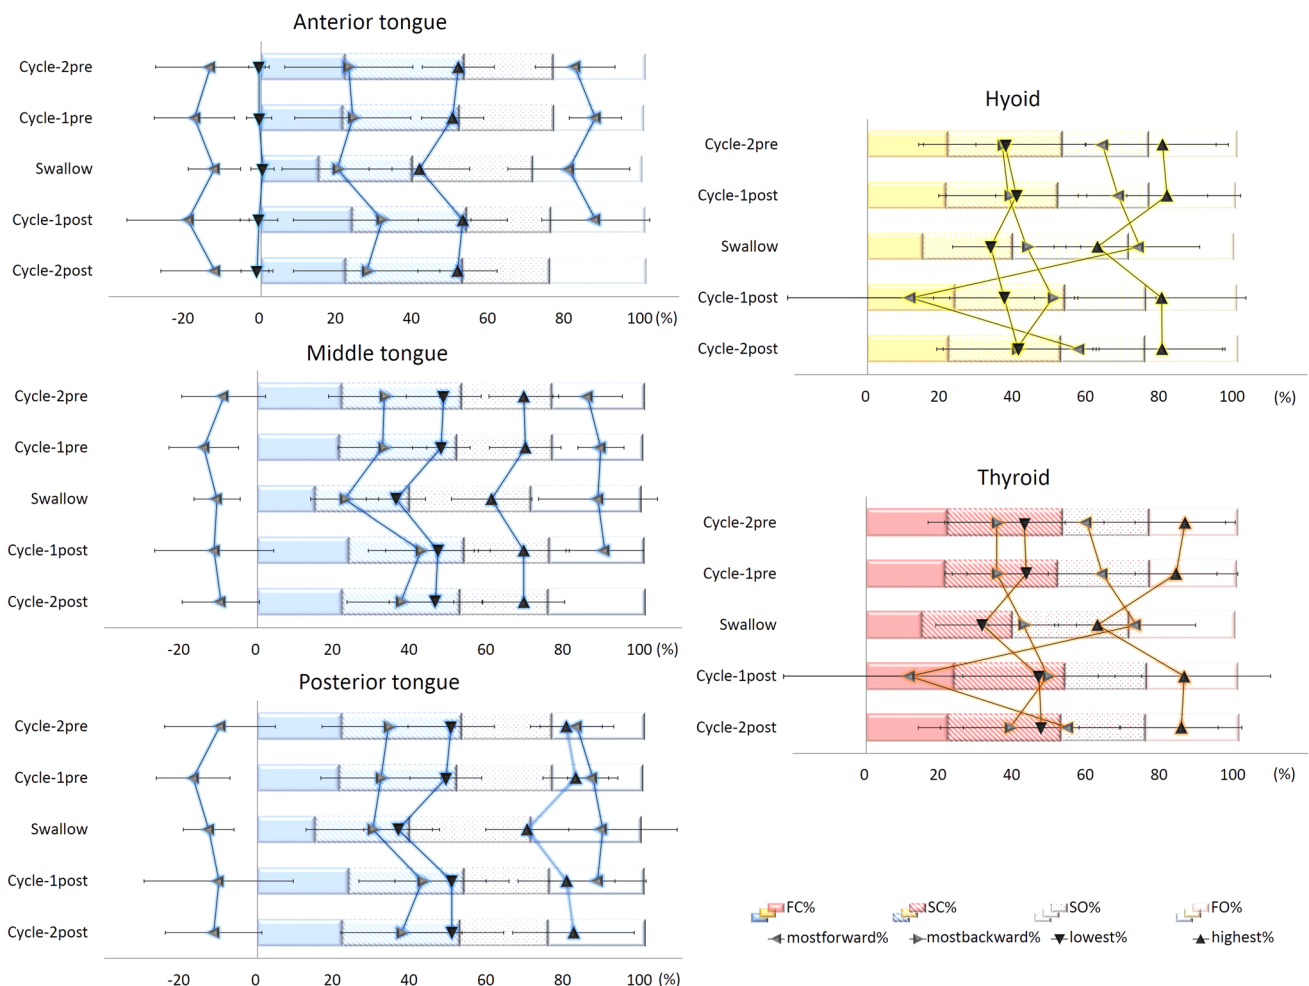 Anterior tongue
Cycle-2pre
Cycle-1pre
Swallow
Cycle-1post
Cycle-2post
-20 0 20 40 60 80 100 (%)
Middle tongue
Cycle-2pre
Cycle-1pre
Swallow
Cycle-1post
Cycle-2post
-20 0 20 40 60 80 100 (%)
Posterior tongue
Cycle-2pre
Cycle-1pre
Swallow
Cycle-1post
Cycle-2post
-20 0 20 40 60 80 100 (%)
Hyoid
Cycle-2pre
Cycle-1post
Swallow
Cycle-1post
Cycle-2post
0 20 40 60 80 100 (%)
Thyroid
Cycle-2pre
Cycle-1pre
Swallow
Cycle-1post
Cycle-2post
0 20 40 60 80 100 (%)
FC% SC% SO% FO%
mostforward% mostbackward% lowest% highest%